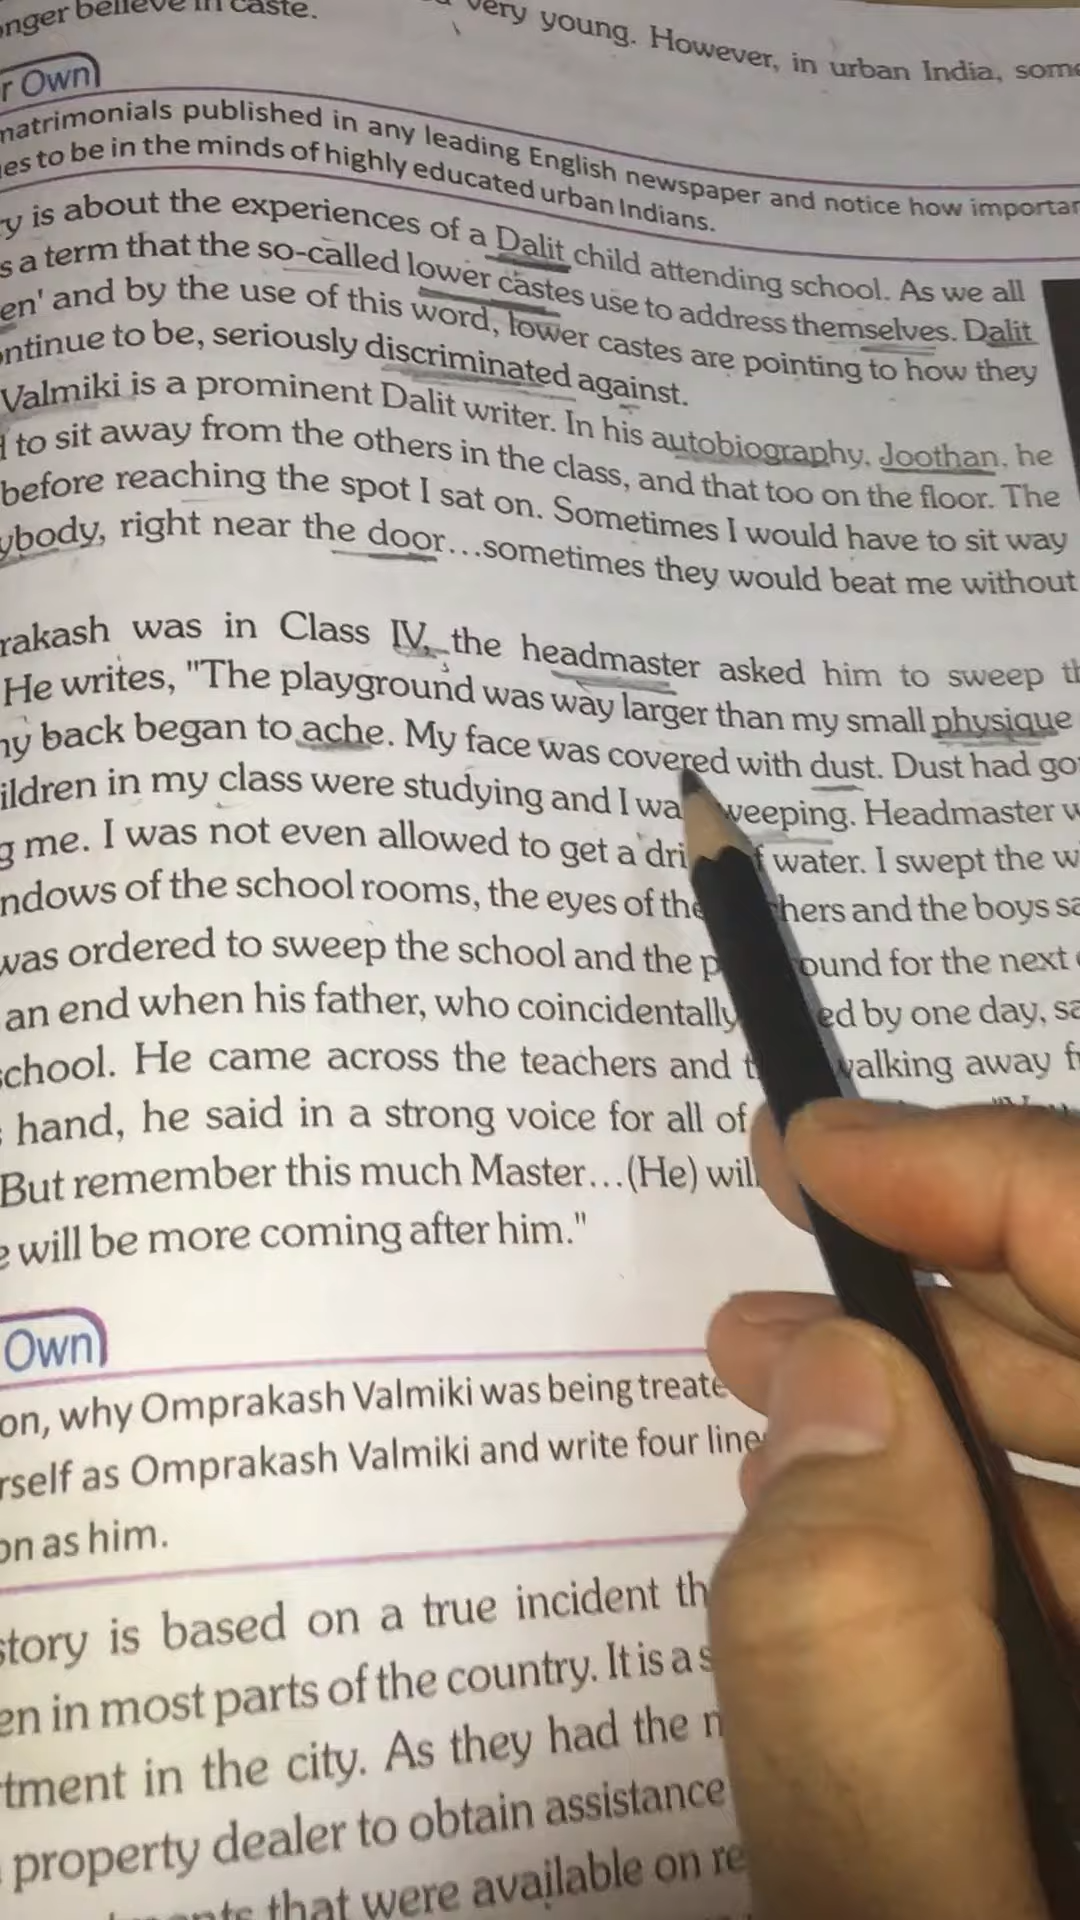 believe in caste.
very young. However, in urban India, some
r Own
matrimonials published in any leading English newspaper and notice how importan
es to be in the minds of highly educated urban Indians.
y is about the experiences of a Dalit child attending school. As we all
s a term that the so-called lower castes use to address themselves. Dalit
en' and by the use of this word, lower castes are pointing to how they
ntinue to be, seriously discriminated against.
Valmiki is a prominent Dalit writer. In his autobiography, Joothan, he
to sit away from the others in the class, and that too on the floor. The
before reaching the spot I sat on. Sometimes I would have to sit way
ybody, right near the door...sometimes they would beat me without
rakash was in Class IV, the headmaster asked him to sweep th
He writes, "The playground was way larger than my small physique
ny back began to ache. My face was covered with dust. Dust had go
ildren in my class were studying and I wa weeping. Headmaster w
g me. I was not even allowed to get a dri f water. I swept the w
ndows of the school rooms, the eyes of the hers and the boys sa
was ordered to sweep the school and the p ound for the next
an end when his father, who coincidentally ed by one day, sa
school. He came across the teachers and t walking away f
hand, he said in a strong voice for all of
But remember this much Master...(He) wil
e will be more coming after him."
Own
on, why Omprakash Valmiki was being treate
rself as Omprakash Valmiki and write four line
on as him.
story is based on a true incident th
en in most parts of the country. It is a s
tment in the city. As they had the
property dealer to obtain assistance
that were available on re